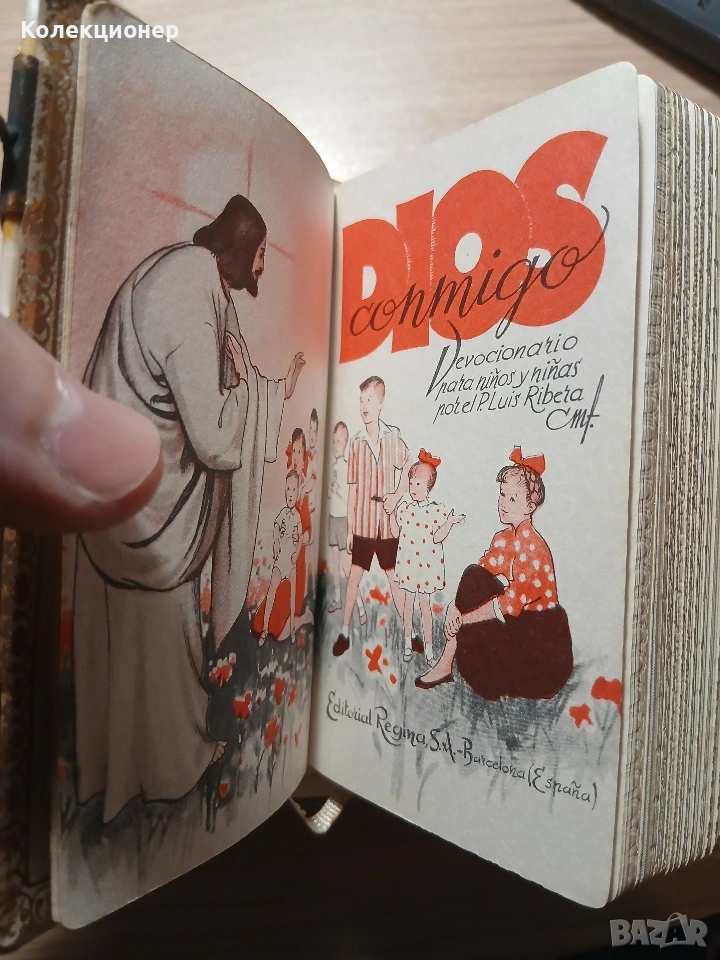 Колекционер
DIOS
conmigo
Devocionario
para niños y niñas
por el P. Luis Ribera
Cmf.
Editorial Regina, S.A.-Barcelona (España)
BAZAR